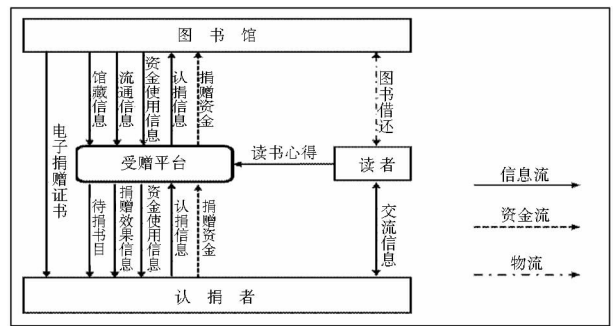 图书馆
电子捐赠证书
馆藏信息
流通信息
资金使用信息
认捐信息
捐赠资金
图书借还
受赠平台
读书心得
读者
待捐书目
捐赠效果信息
资金使用信息
认捐信息
捐赠资金
交流信息
认捐者
信息流
资金流
物流